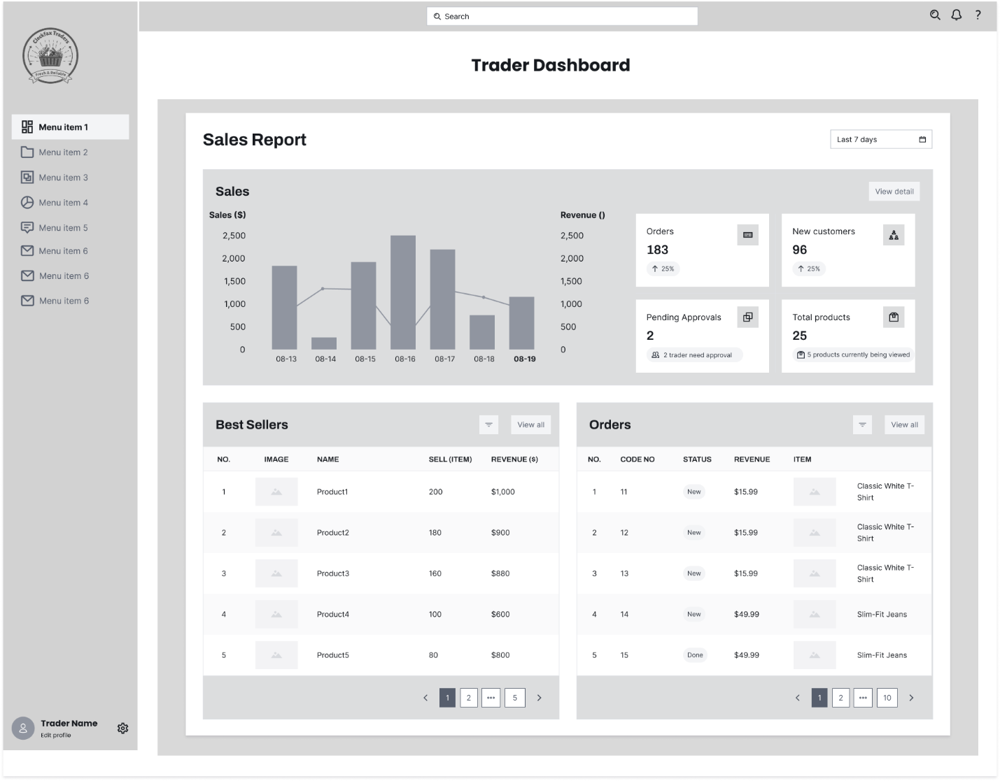 Search
?
Cleckfax Traders
Fresh & Reliable
Trader Dashboard
Menu item 1
Menu item 2
Menu item 3
Menu item 4
Menu item 5
Menu item 6
Menu item 6
Menu item 6
Trader Name
Edit profile
Sales Report
Last 7 days
Sales
View detail
Sales ($)
2,500
2,000
1,500
1,000
500
0
08-13 08-14 08-15 08-16 08-17 08-18 08-19
Revenue ()
2,500
2,000
1,500
1,000
500
0
Orders
183
25%
New customers
96
25%
Pending Approvals
2
2 trader need approval
Total products
25
5 products currently being viewed
Best Sellers
View all
NO. IMAGE NAME SELL (ITEM) REVENUE ($)
1 Product1 200 $1,000
2 Product2 180 $900
3 Product3 160 $880
4 Product4 100 $600
5 Product5 80 $800
< 1 2 ••• 5 >
Orders
View all
NO. CODE NO STATUS REVENUE ITEM
1 11 New $15.99 Classic White T-
Shirt
2 12 New $15.99 Classic White T-
Shirt
3 13 New $15.99 Classic White T-
Shirt
4 14 New $49.99 Slim-Fit Jeans
5 15 Done $49.99 Slim-Fit Jeans
< 1 2 ••• 10 >